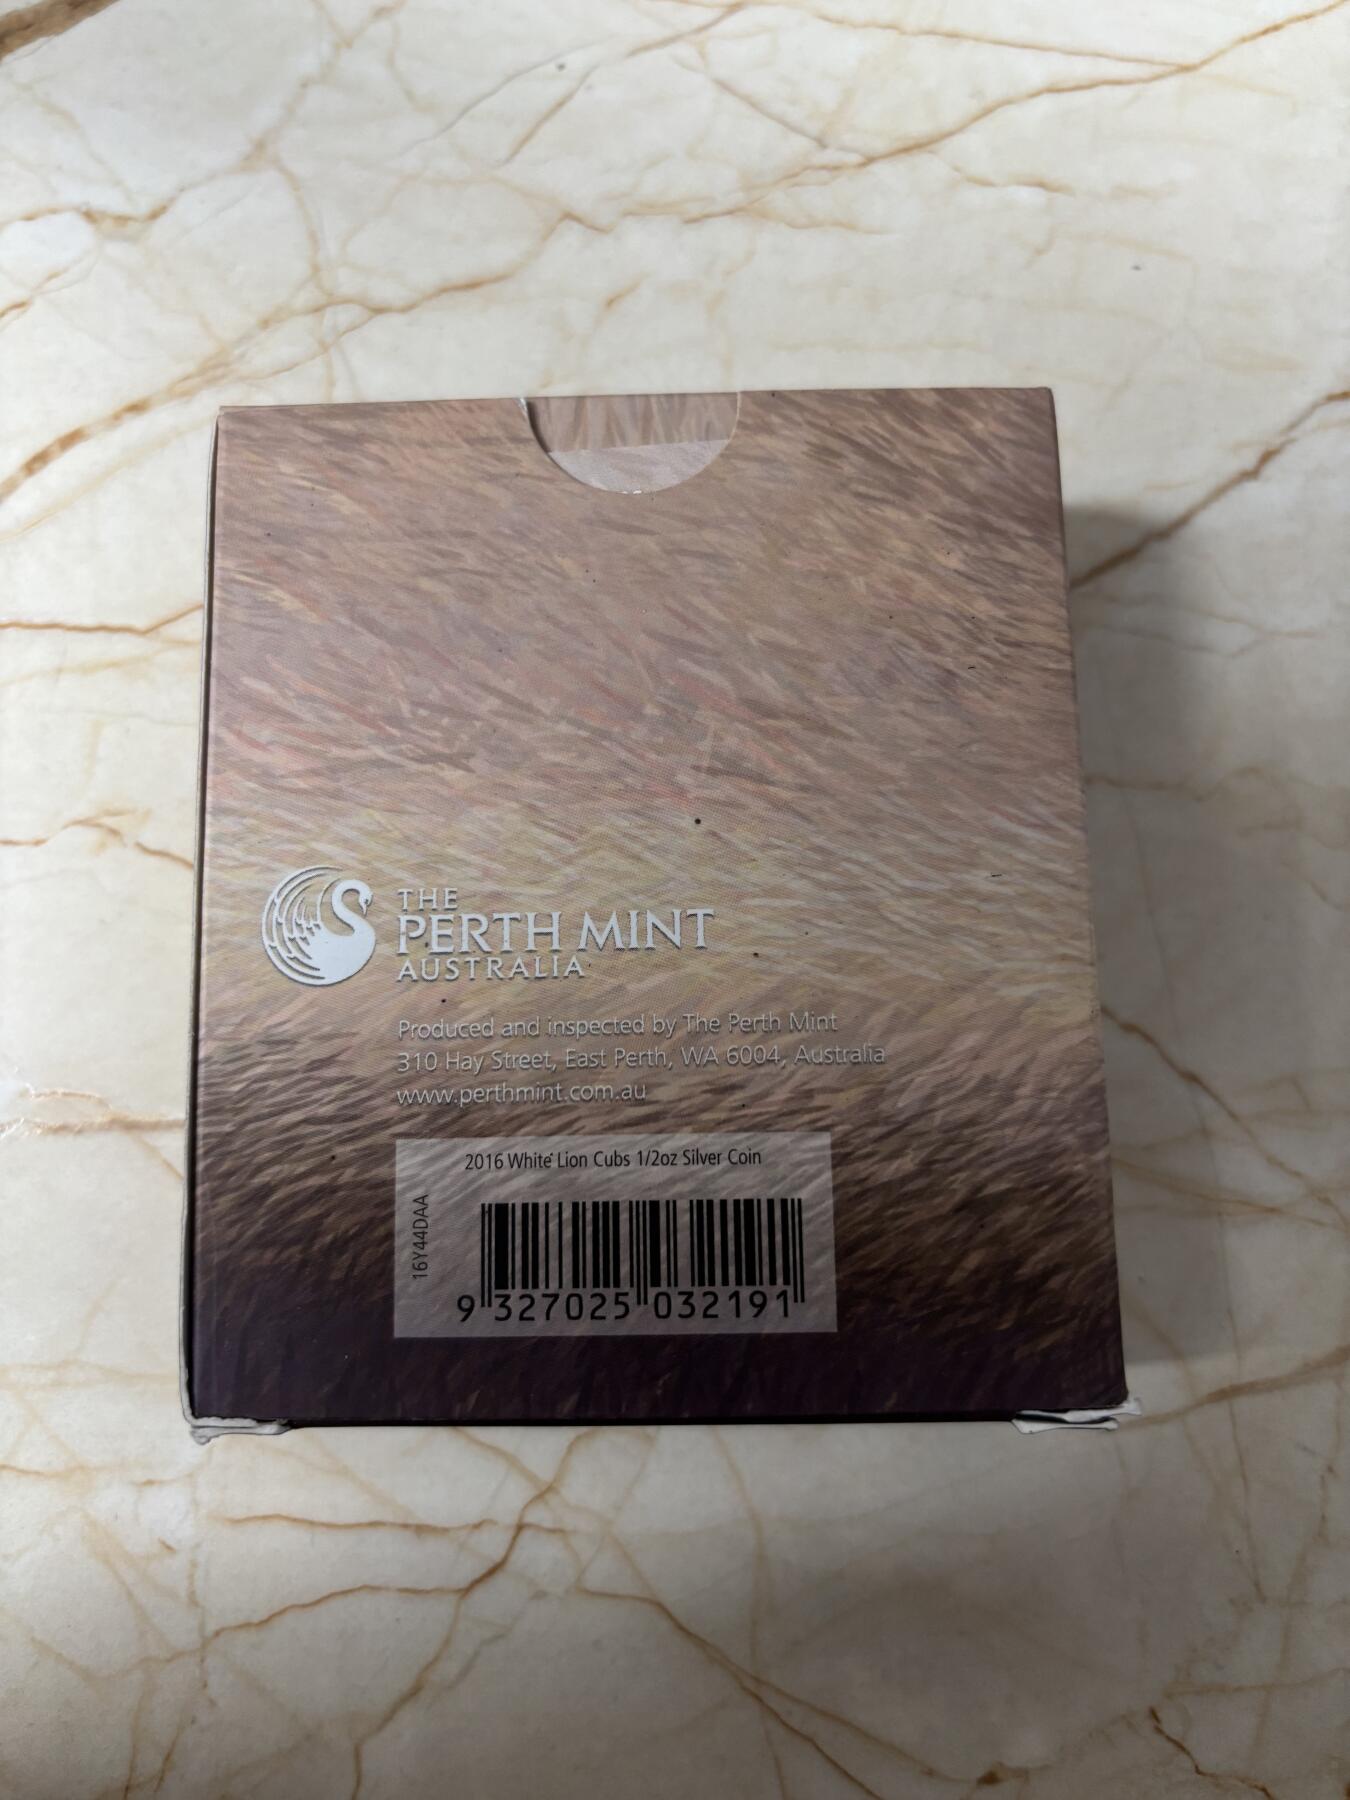 THE
PERTH MINT
AUSTRALIA
Produced and inspected by The Perth Mint
310 Hay Street, East Perth, WA 6004, Australia
www.perthmint.com.au
2016 White Lion Cubs 1/2oz Silver Coin
16Y44DAA
9 327025 032191